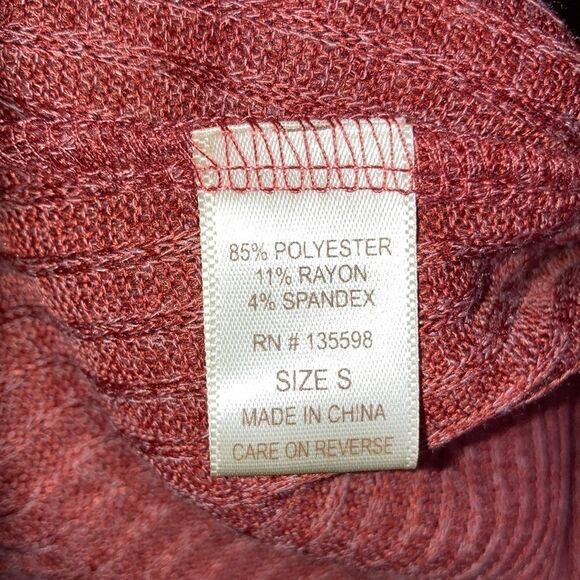 85% POLYESTER
11% RAYON
4% SPANDEX
RN # 135598
SIZE S
MADE IN CHINA
CARE ON REVERSE